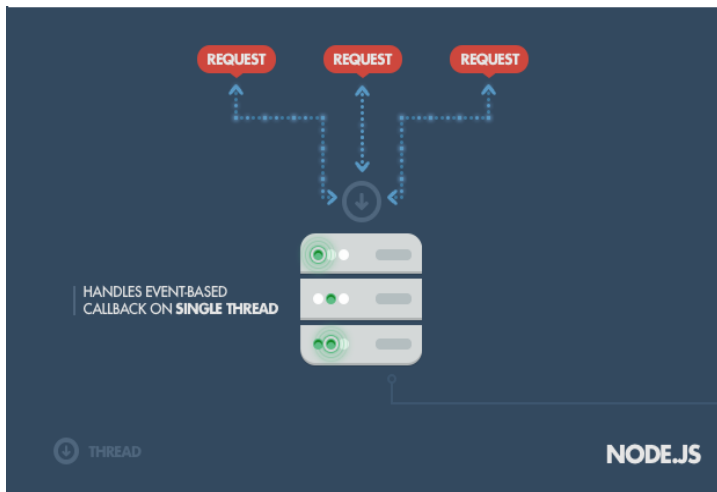 REQUEST
REQUEST
REQUEST
HANDLES EVENT-BASED
CALLBACK ON SINGLE THREAD
THREAD
NODE.JS